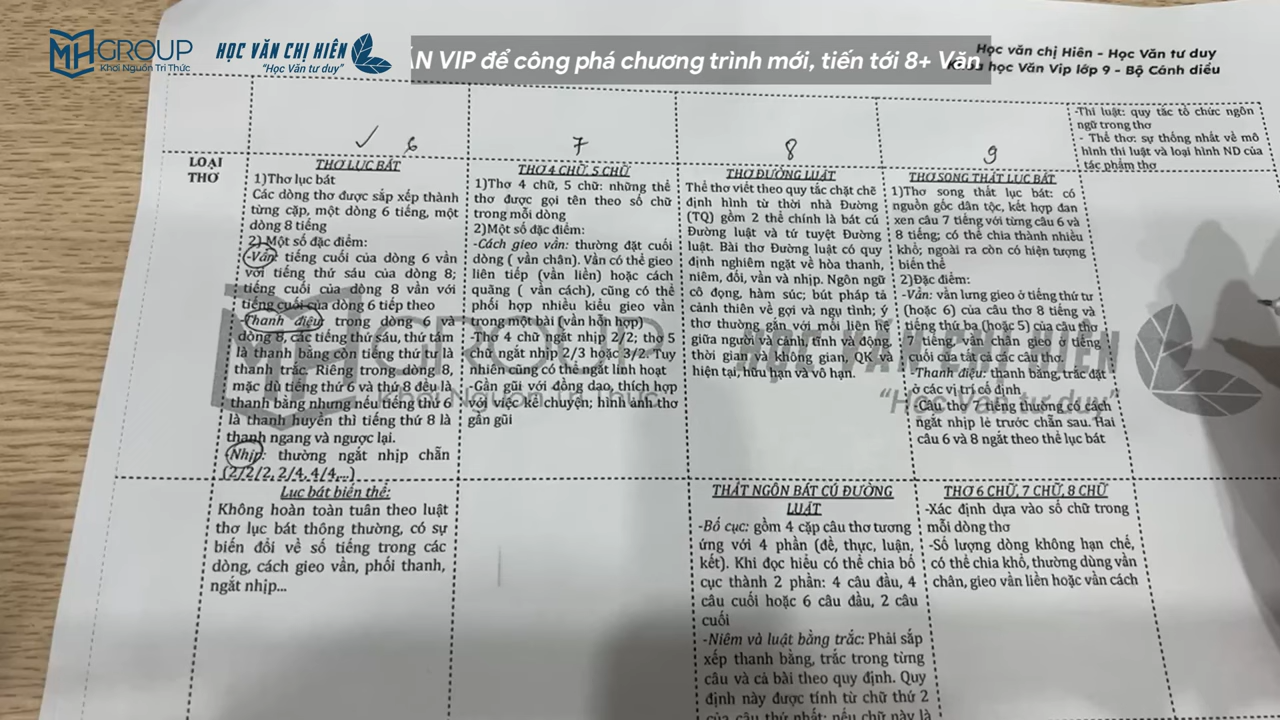 MH GROUP
Khơi Nguồn Tri Thức
HỌC VĂN CHỊ HIÊN
"Học Văn tư duy"
ĂN VIP để công phá chương trình mới, tiến tới 8+ Văn
Học văn chị Hiên - Học Văn tư duy
học Văn Vip lớp 9 - Bộ Cánh diều
-Thi luật: quy tắc tổ chức ngôn
ngữ trong thơ
- Thể thơ: sự thống nhất về mô
hình thi luật và loại hình ND của
tác phẩm thơ
6
7
8
9
LOẠI
THƠ
THƠ LỤC BÁT
1)Thơ lục bát
Các dòng thơ được sắp xếp thành
từng cặp, một dòng 6 tiếng, một
dòng 8 tiếng
2) Một số đặc điểm:
-Vần: tiếng cuối của dòng 6 vần
với tiếng thứ sáu của dòng 8;
tiếng cuối của dòng 8 vần với
tiếng cuối của dòng 6 tiếp theo
-Thanh điệu: trong dòng 6 và
dòng 8, các tiếng thứ sáu, thứ tám
là thanh bằng còn tiếng thứ tư là
thanh trắc. Riêng trong dòng 8,
mặc dù tiếng thứ 6 và thứ 8 đều là
thanh bằng nhưng nếu tiếng thứ 6
là thanh huyền thì tiếng thứ 8 là
thanh ngang và ngược lại.
-Nhịp: thường ngắt nhịp chẵn
(2/2/2, 2/4, 4/4,...)
THƠ 4 CHỮ, 5 CHỮ
1)Thơ 4 chữ, 5 chữ: những thể
thơ được gọi tên theo số chữ
trong mỗi dòng
2)Một số đặc điểm:
-Cách gieo vần: thường đặt cuối
dòng ( vần chân). Vần có thể gieo
liên tiếp (vần liền) hoặc cách
quãng ( vần cách), cũng có thể
phối hợp nhiều kiểu gieo vần
trong một bài (vần hỗn hợp)
-Thơ 4 chữ ngắt nhịp 2/2; thơ 5
chữ ngắt nhịp 2/3 hoặc 3/2. Tuy
nhiên cũng có thể ngắt linh hoạt
-Gần gũi với đồng dao, thích hợp
với việc kể chuyện; hình ảnh thơ
gần gũi
THƠ ĐƯỜNG LUẬT
Thể thơ viết theo quy tắc chặt chẽ
định hình từ thời nhà Đường
(TQ) gồm 2 thể chính là bát cú
Đường luật và tứ tuyệt Đường
luật. Bài thơ Đường luật có quy
định nghiêm ngặt về hòa thanh,
niêm, đối, vần và nhịp. Ngôn ngữ
cô đọng, hàm súc; bút pháp tả
cảnh thiên về gợi và ngụ tình; ý
thơ thường gắn với mối liên hệ
giữa người và cảnh, tĩnh và động,
thời gian và không gian, QK và
hiện tại, hữu hạn và vô hạn.
THƠ SONG THẤT LỤC BÁT
1)Thơ song thất lục bát: có
nguồn gốc dân tộc, kết hợp đan
xen câu 7 tiếng với từng câu 6 và
8 tiếng; có thể chia thành nhiều
khổ; ngoài ra còn có hiện tượng
biến thể
2)Đặc điểm:
-Vần: vần lưng gieo ở tiếng thứ tư
(hoặc 6) của câu thơ 8 tiếng và
tiếng thứ ba (hoặc 5) của câu thơ
7 tiếng, vần chân gieo ở tiếng
cuối của tất cả các câu thơ.
-Thanh điệu: thanh bằng, trắc đặt
ở các vị trí cố định
-Câu thơ 7 tiếng thường có cách
ngắt nhịp lẻ trước chẵn sau. Hai
câu 6 và 8 ngắt theo thể lục bát
Lục bát biến thể:
Không hoàn toàn tuân theo luật
thơ lục bát thông thường, có sự
biến đổi về số tiếng trong các
dòng, cách gieo vần, phối thanh,
ngắt nhịp...
THẤT NGÔN BÁT CÚ ĐƯỜNG
LUẬT
-Bố cục: gồm 4 cặp câu thơ tương
ứng với 4 phần (đề, thực, luận,
kết). Khi đọc hiểu có thể chia bố
cục thành 2 phần: 4 câu đầu, 4
câu cuối hoặc 6 câu đầu, 2 câu
cuối
-Niêm và luật bằng trắc: Phải sắp
xếp thanh bằng, trắc trong từng
câu và cả bài theo quy định. Quy
định này được tính từ chữ thứ 2
của câu thứ nhất: nếu chữ này là
THƠ 6 CHỮ, 7 CHỮ, 8 CHỮ
-Xác định dựa vào số chữ trong
mỗi dòng thơ
-Số lượng dòng không hạn chế,
có thể chia khổ, thường dùng vần
chân, gieo vần liền hoặc vần cách
MH GROUP
Khơi Nguồn Tri Thức
HỌC VĂN CHỊ HIÊN
"Học Văn tư duy"